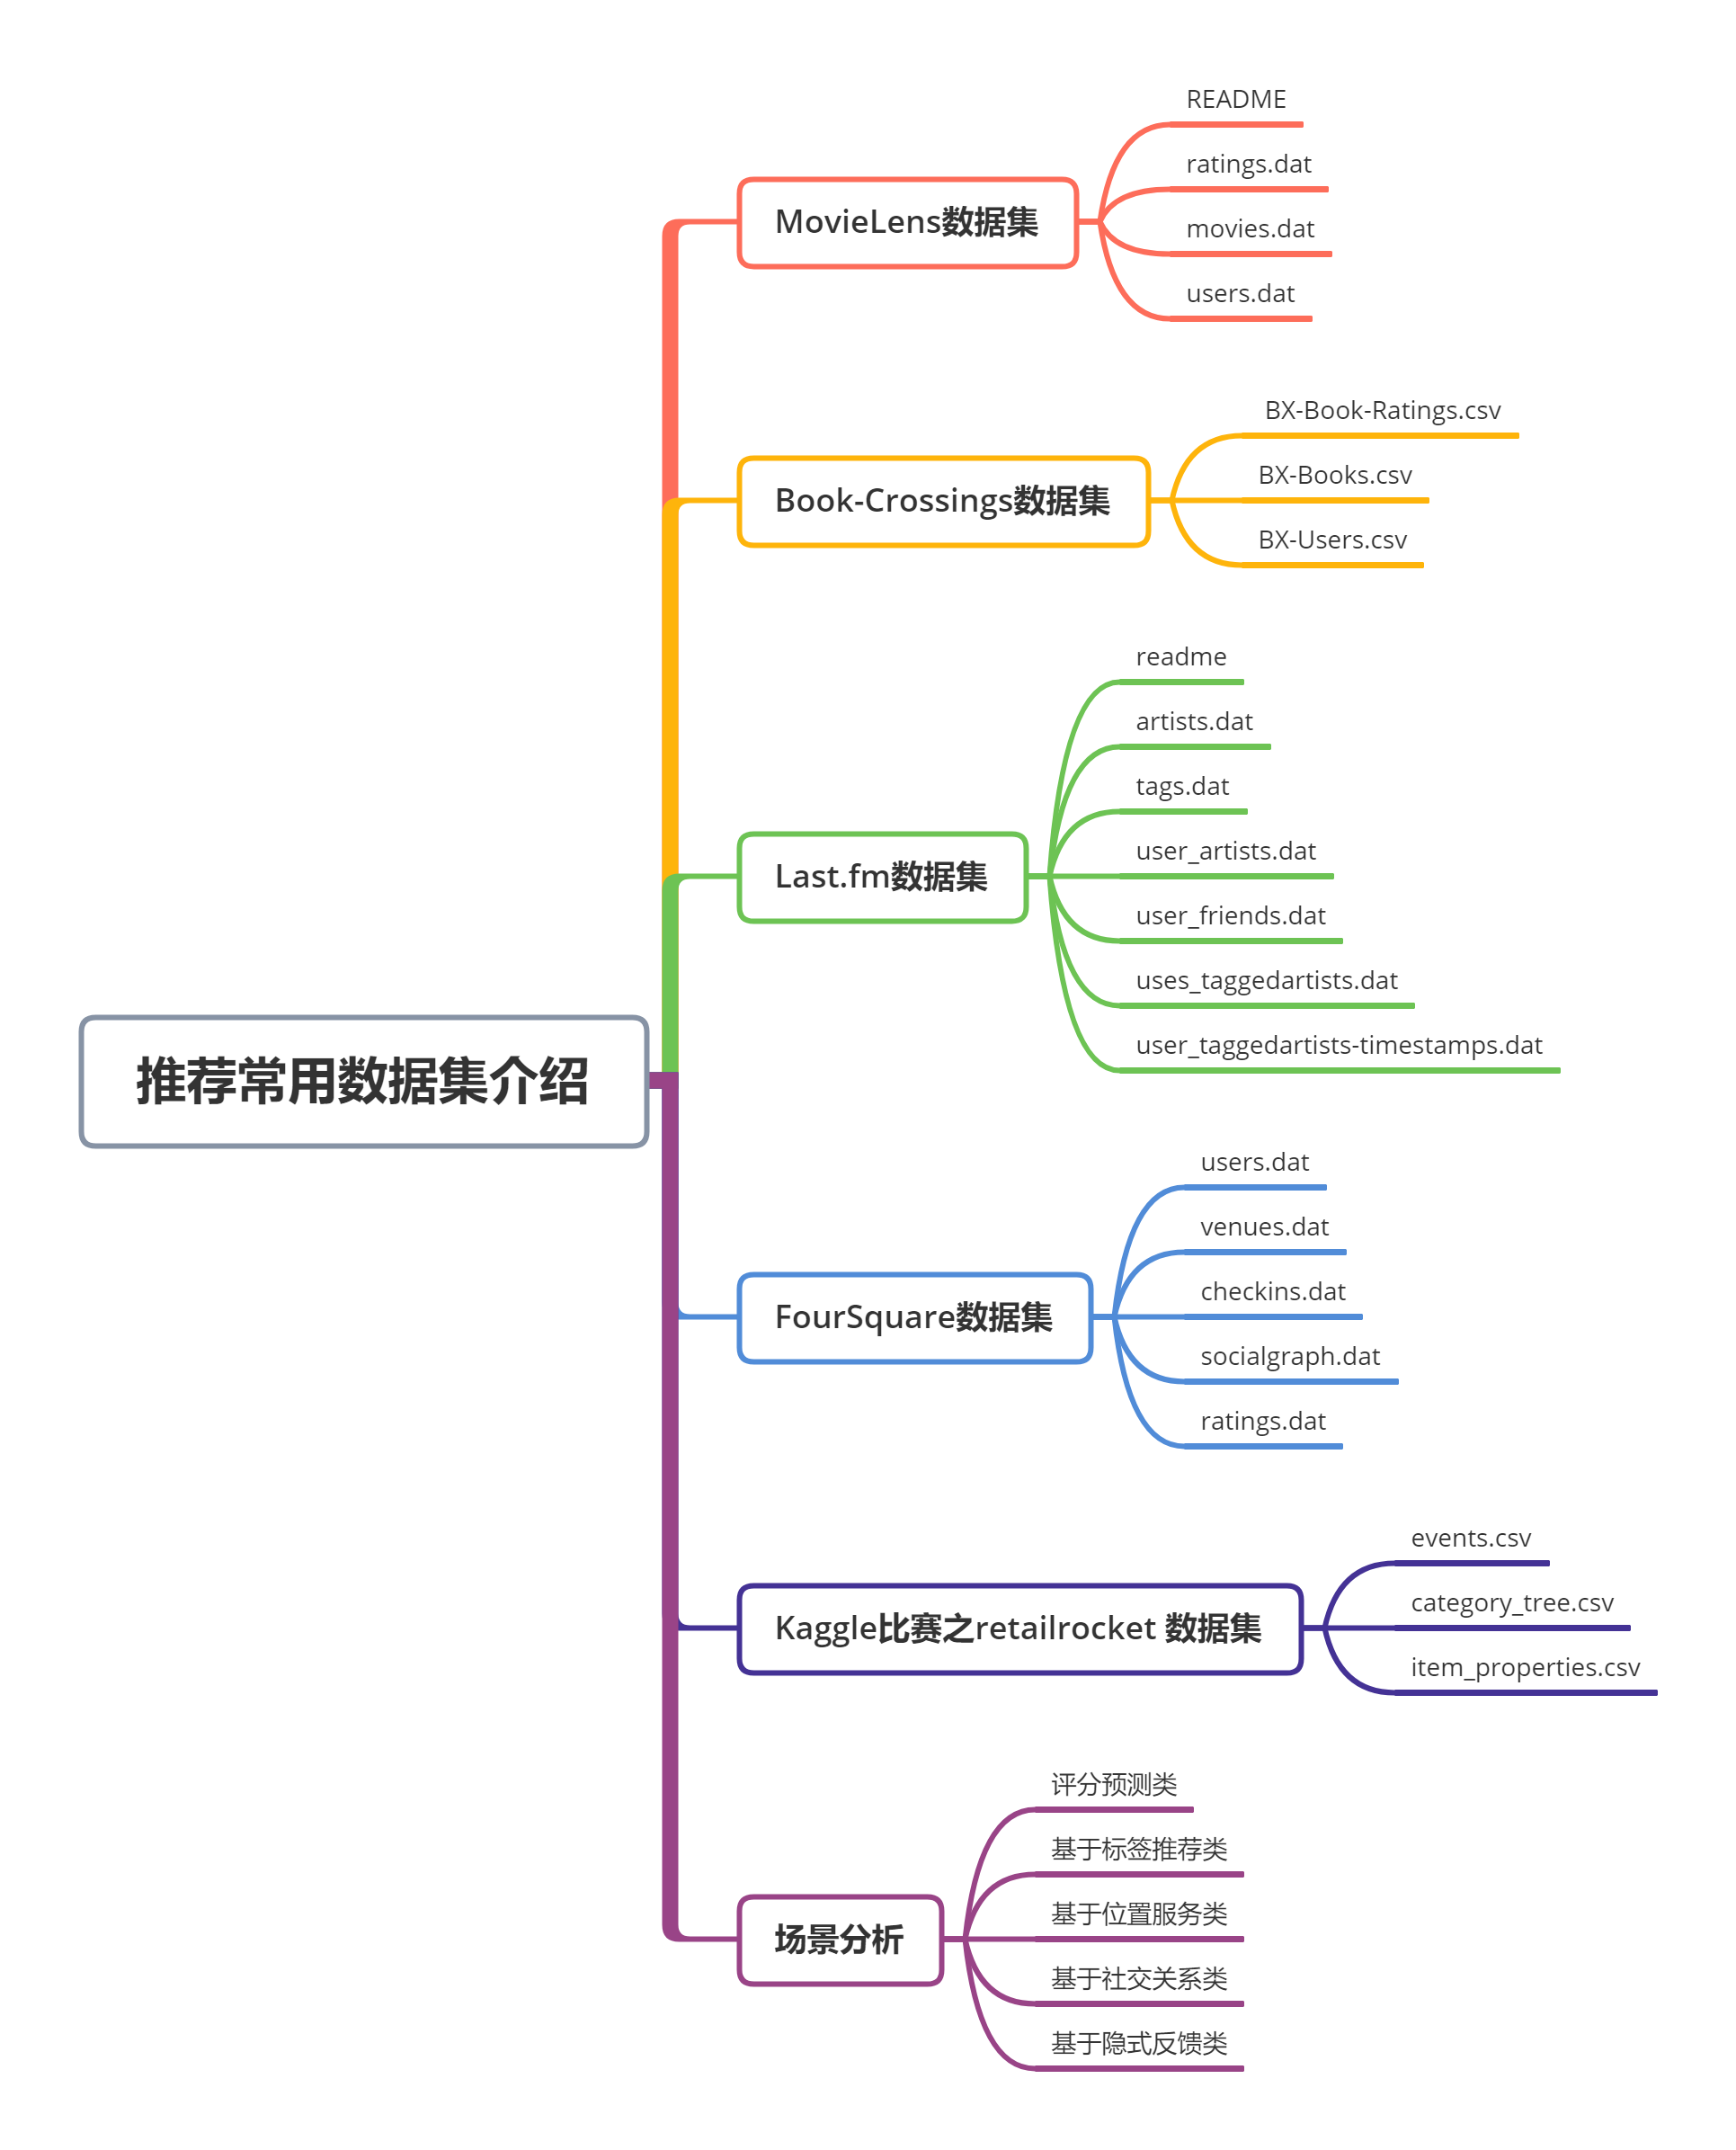 推荐常用数据集介绍
MovieLens数据集
README
ratings.dat
movies.dat
users.dat
Book-Crossings数据集
BX-Book-Ratings.csv
BX-Books.csv
BX-Users.csv
Last.fm数据集
readme
artists.dat
tags.dat
user_artists.dat
user_friends.dat
uses_taggedartists.dat
user_taggedartists-timestamps.dat
FourSquare数据集
users.dat
venues.dat
checkins.dat
socialgraph.dat
ratings.dat
Kaggle比赛之retailrocket 数据集
events.csv
category_tree.csv
item_properties.csv
场景分析
评分预测类
基于标签推荐类
基于位置服务类
基于社交关系类
基于隐式反馈类